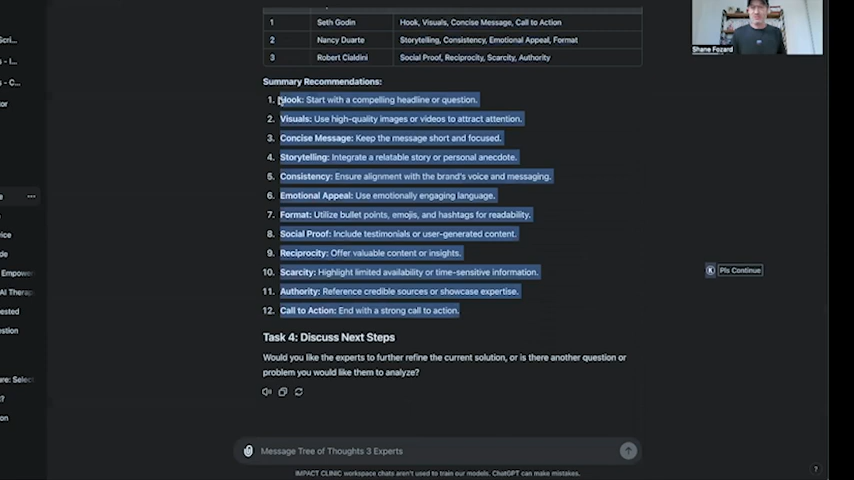 1 Seth Godin Hook, Visuals, Concise Message, Call to Action
2 Nancy Duarte Storytelling, Consistency, Emotional Appeal, Format
3 Robert Cialdini Social Proof, Reciprocity, Scarcity, Authority
Shane Fozard
Summary Recommendations:
1. Hook: Start with a compelling headline or question.
2. Visuals: Use high-quality images or videos to attract attention.
3. Concise Message: Keep the message short and focused.
4. Storytelling: Integrate a relatable story or personal anecdote.
5. Consistency: Ensure alignment with the brand's voice and messaging.
6. Emotional Appeal: Use emotionally engaging language.
7. Format: Utilize bullet points, emojis, and hashtags for readability.
8. Social Proof: Include testimonials or user-generated content.
9. Reciprocity: Offer valuable content or insights.
10. Scarcity: Highlight limited availability or time-sensitive information.
11. Authority: Reference credible sources or showcase expertise.
12. Call to Action: End with a strong call to action.
K Pls Continue
Task 4: Discuss Next Steps
Would you like the experts to further refine the current solution, or is there another question or
problem you would like them to analyze?
Message Tree of Thoughts 3 Experts
IMPACT CLINIC workspace chats aren't used to train our models. ChatGPT can make mistakes.
?